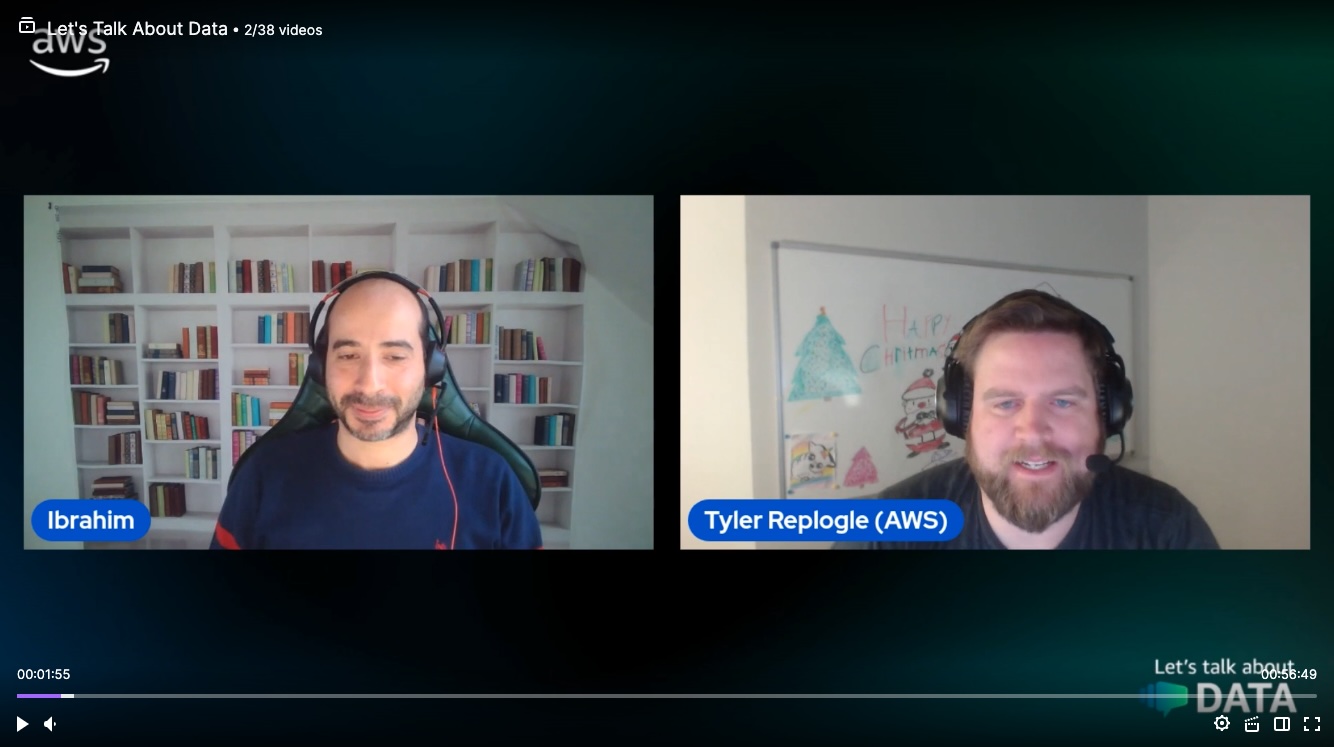 Let's Talk About Data • 2/38 videos
aws
HAPPY
CHRITMAS
Ibrahim
Tyler Replogle (AWS)
00:01:55
Let's talk about
00:56:49
DATA